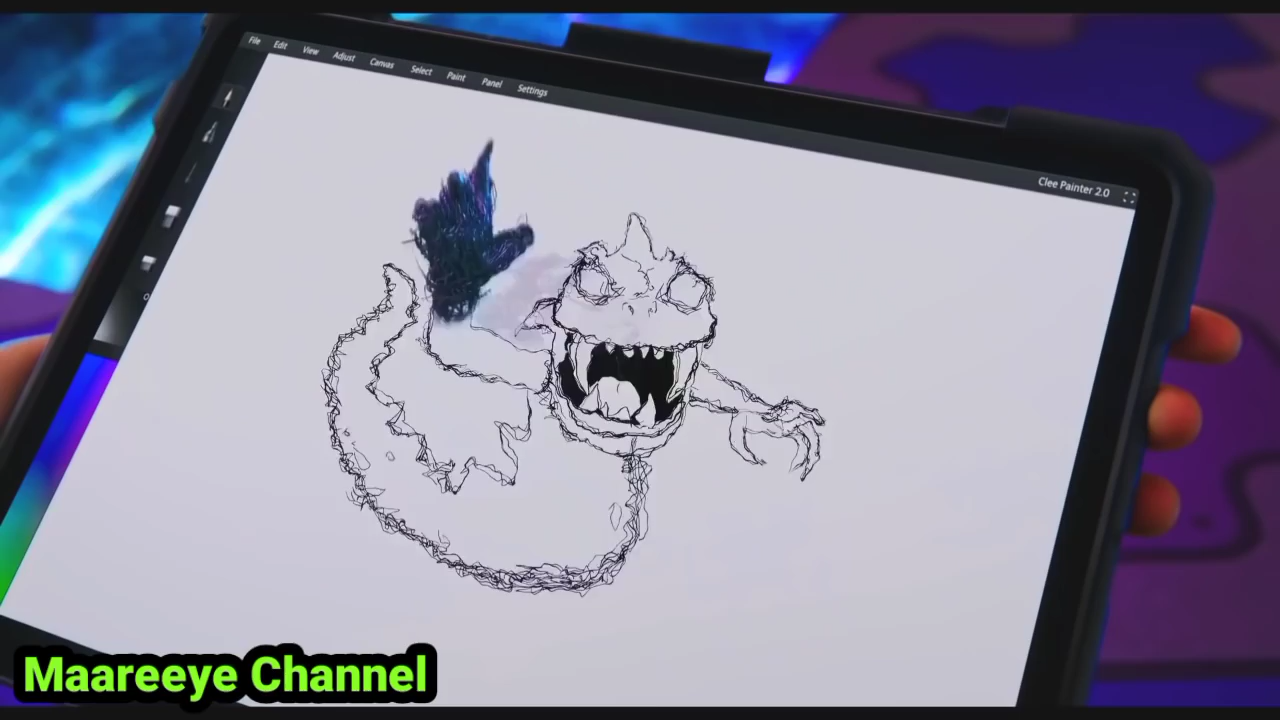 File Edit View Adjust Canvas Select Paint Panel Settings
Clee Painter 2.0
Maareeye Channel